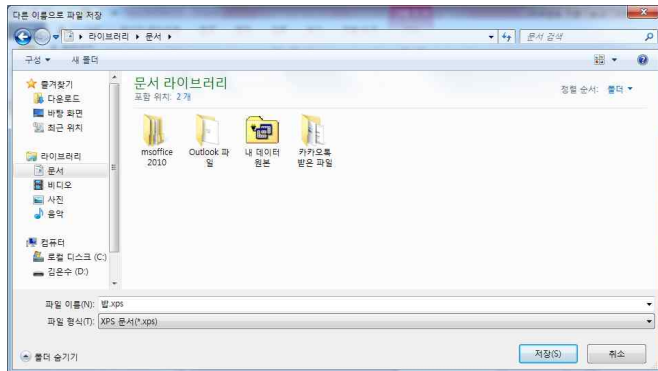 다른 이름으로 파일 저장
라이브러리 ▸ 문서 ▸
문서 검색
구성 새 폴더
즐겨찾기
다운로드
바탕 화면
최근 위치
라이브러리
문서
비디오
사진
음악
컴퓨터
로컬 디스크 (C:)
김은수 (D:)
문서 라이브러리
포함 위치: 2개
정렬 순서: 폴더
msoffice
2010
Outlook 파
일
내 데이터
원본
카카오톡
받은 파일
파일 이름(N): 밥.xps
파일 형식(T): XPS 문서(*.xps)
폴더 숨기기
저장(S) 취소